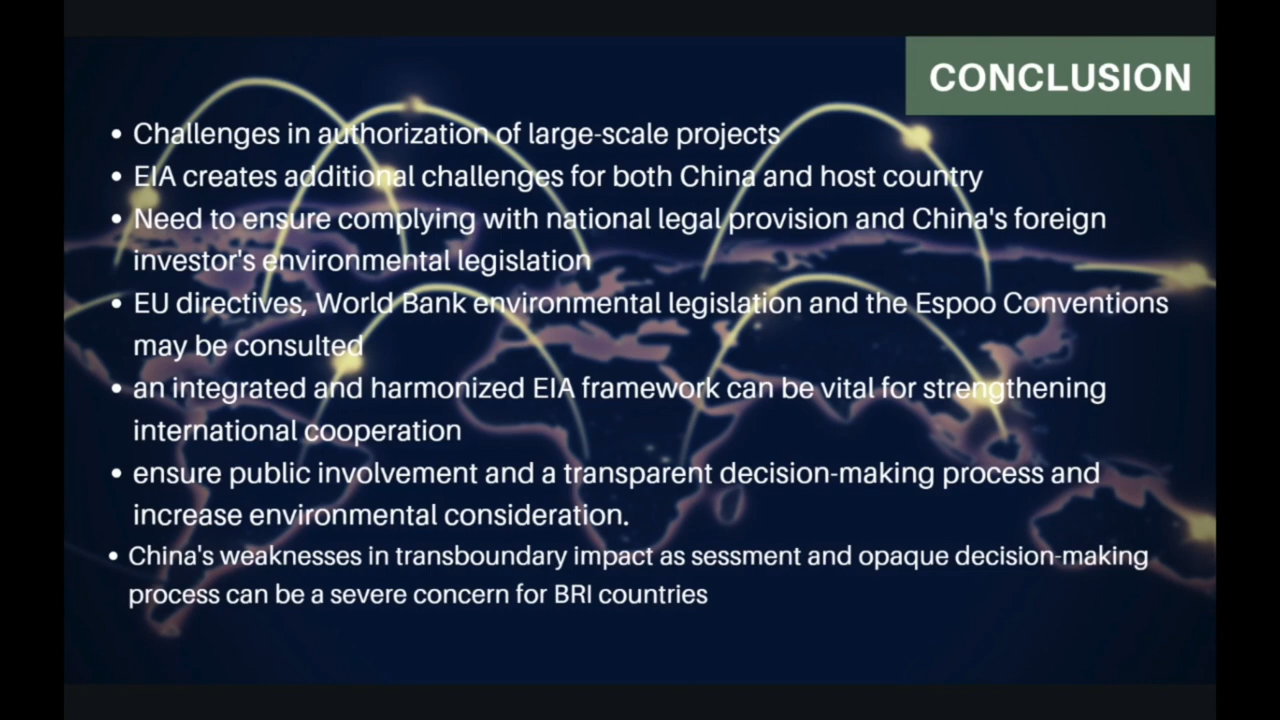 CONCLUSION
• Challenges in authorization of large-scale projects
• EIA creates additional challenges for both China and host country
• Need to ensure complying with national legal provision and China's foreign
investor's environmental legislation
• EU directives, World Bank environmental legislation and the Espoo Conventions
may be consulted
• an integrated and harmonized EIA framework can be vital for strengthening
international cooperation
• ensure public involvement and a transparent decision-making process and
increase environmental consideration.
• China's weaknesses in transboundary impact as sessment and opaque decision-making
process can be a severe concern for BRI countries